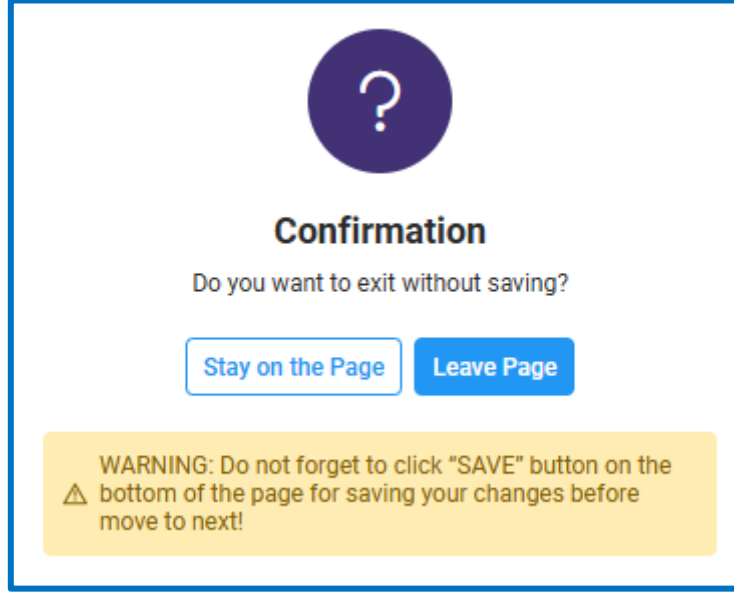 ?
Confirmation
Do you want to exit without saving?
Stay on the Page
Leave Page
WARNING: Do not forget to click “SAVE” button on the
bottom of the page for saving your changes before
move to next!